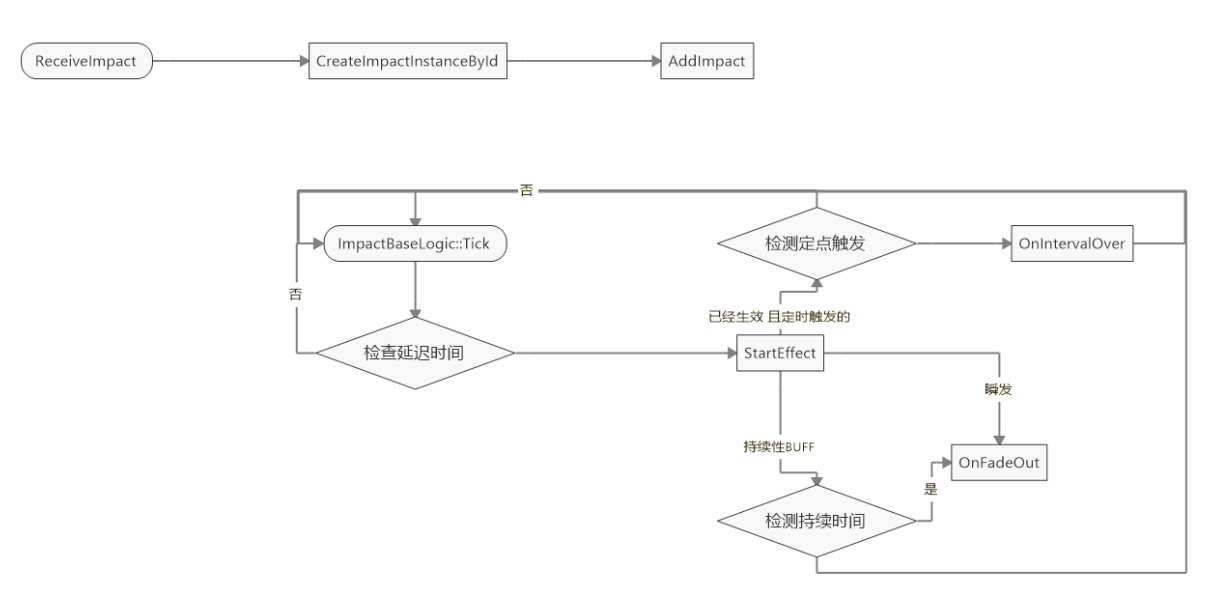 ReceiveImpact
CreateImpactInstanceById
AddImpact
否
ImpactBaseLogic::Tick
检测定点触发
OnIntervalOver
否
已经生效 且定时触发的
检查延迟时间
StartEffect
瞬发
持续性BUFF
OnFadeOut
是
检测持续时间